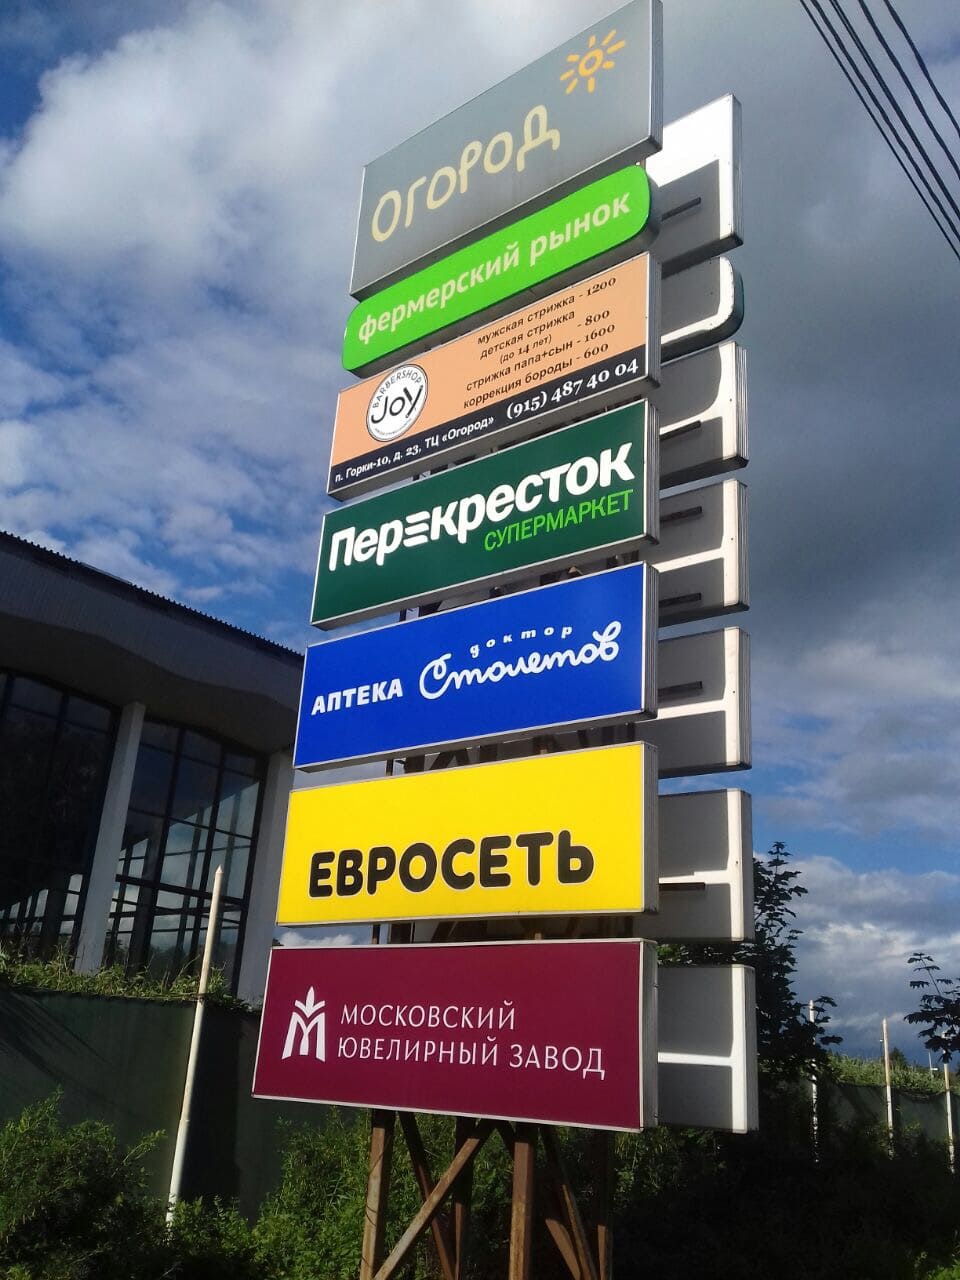 ОГОРОД
фермерский рынок
мужская стрижка - 1200
детская стрижка - 800
(до 14 лет)
стрижка папа+сын - 1600
коррекция бороды - 600
BARBERSHOP
JOY
п. Горки-10, д. 23, ТЦ «Огород» (915) 487 40 04
Перекресток
СУПЕРМАРКЕТ
доктор
АПТЕКА Столетов
ЕВРОСЕТЬ
МОСКОВСКИЙ
ЮВЕЛИРНЫЙ ЗАВОД